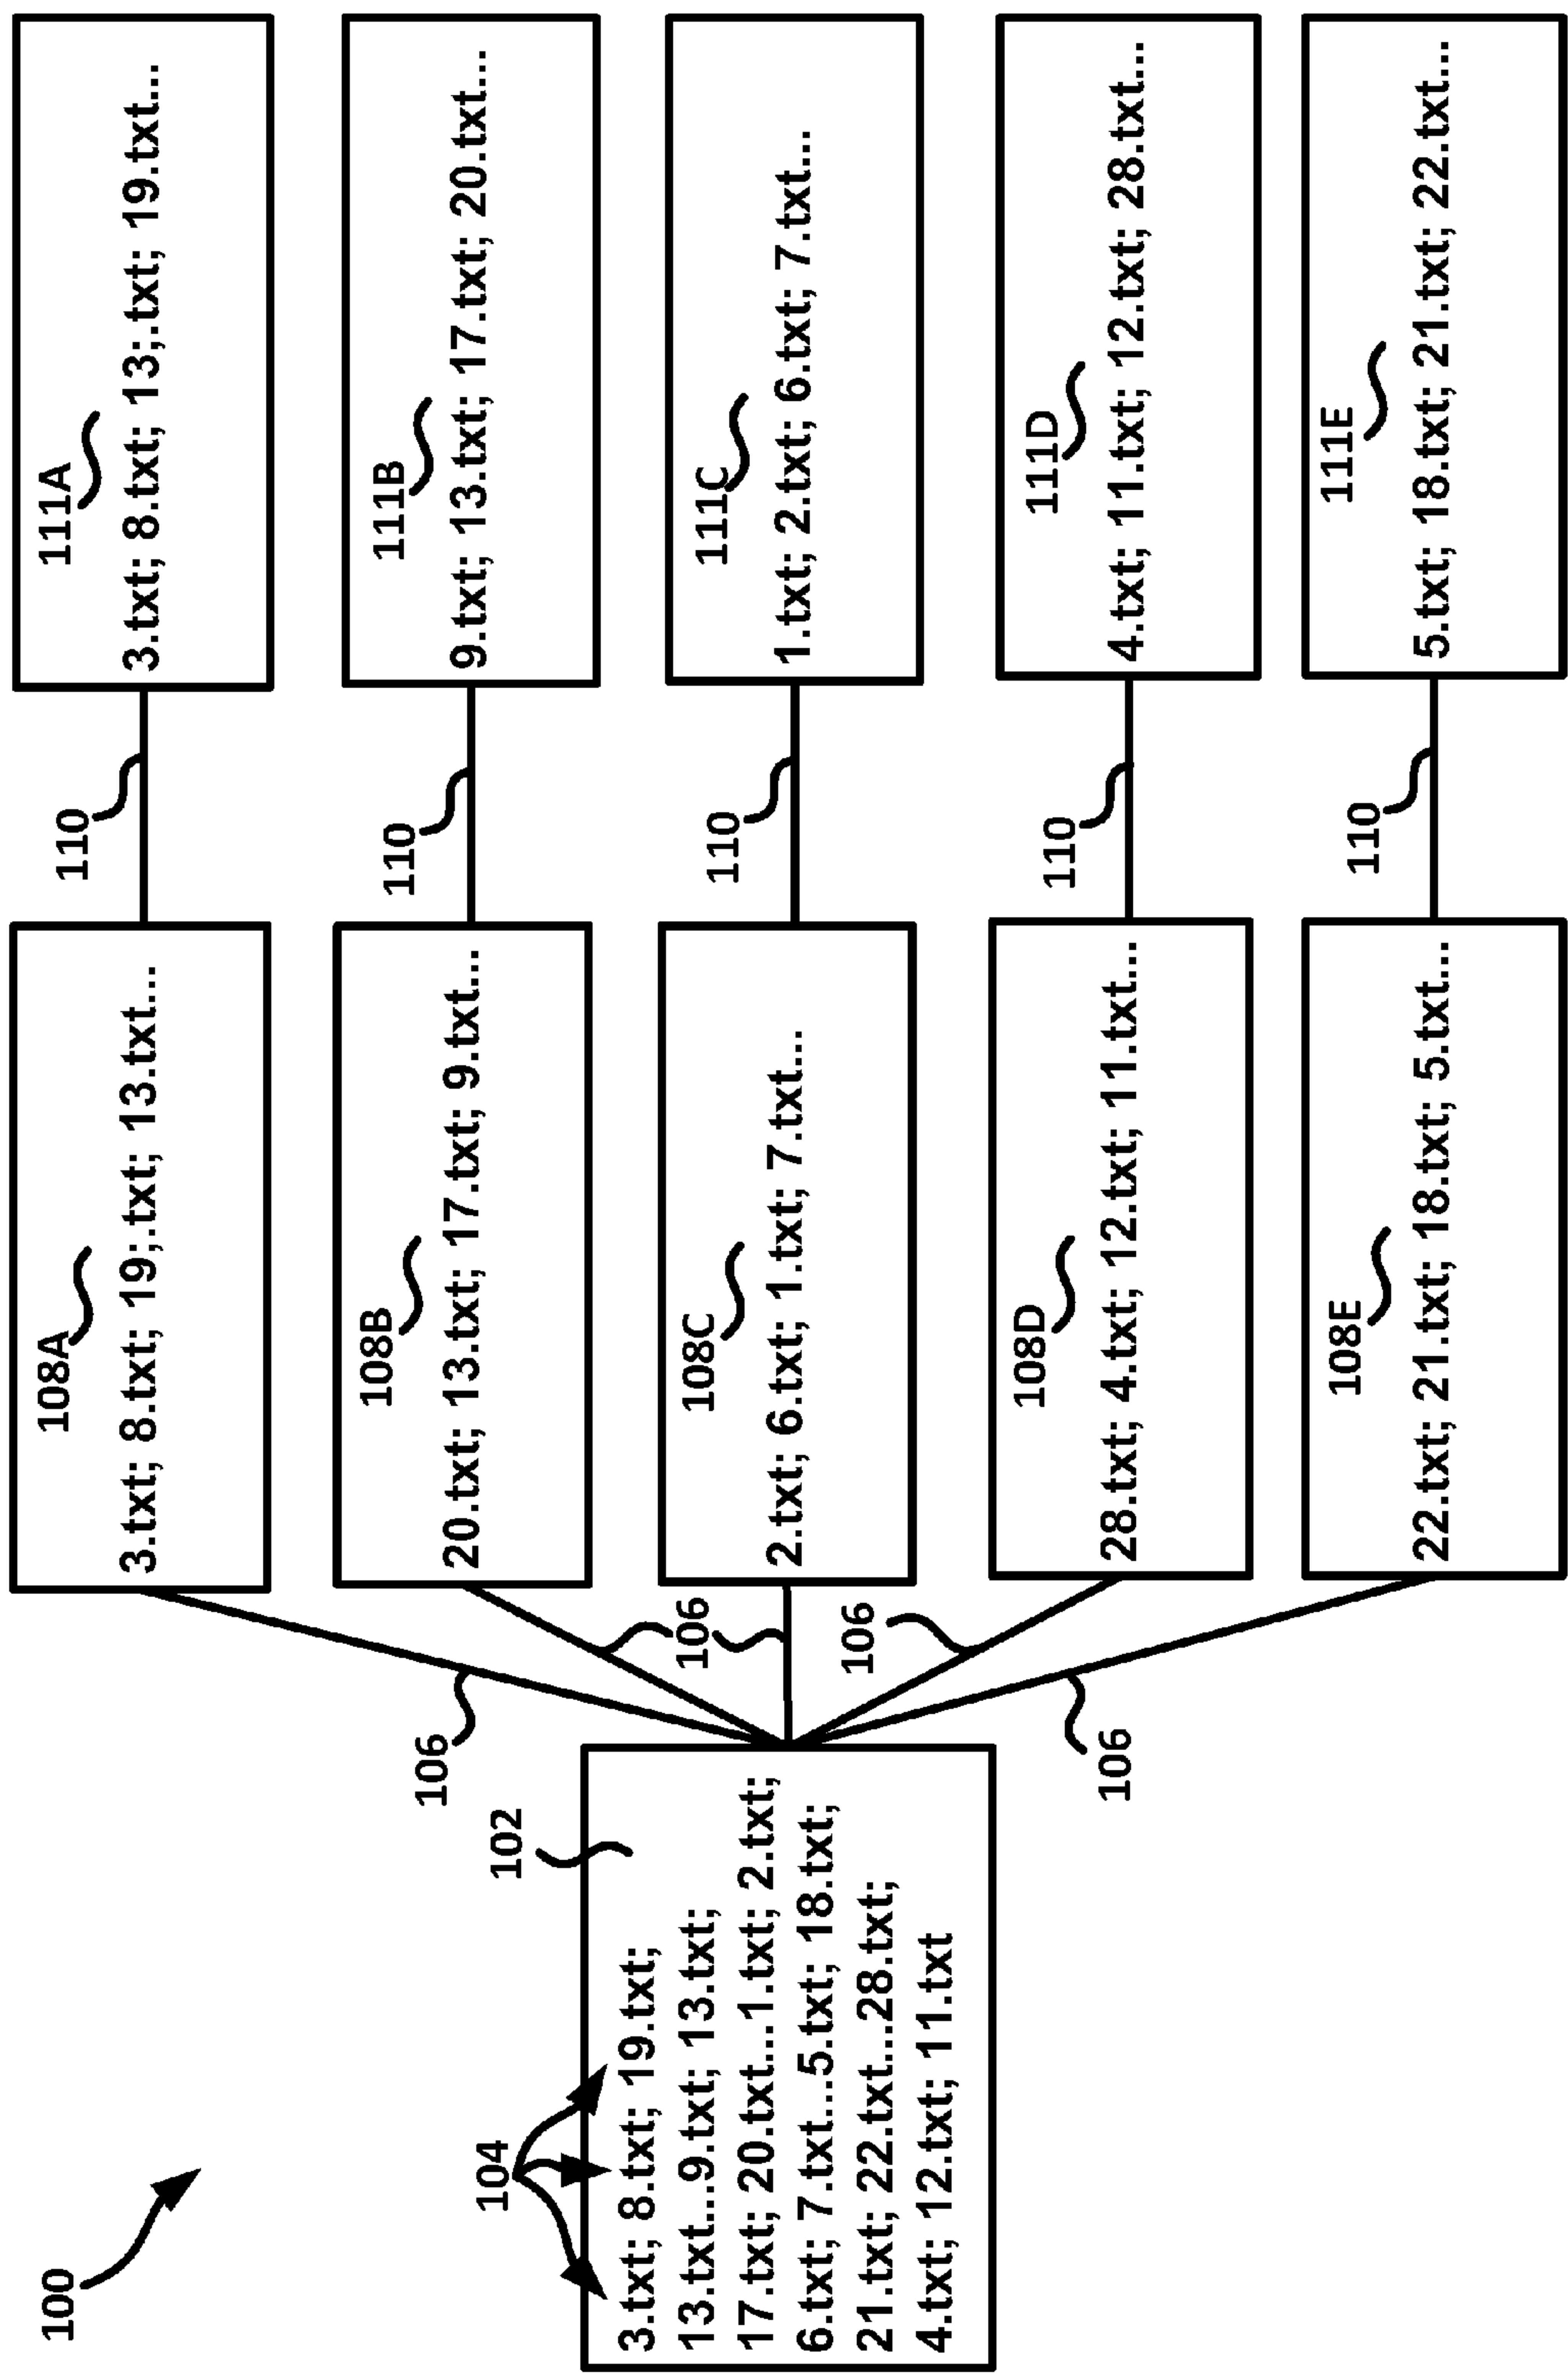 100
104
102
3.txt; 8.txt; 19.txt;
13.txt...9.txt; 13.txt;
17.txt; 20.txt...1.txt; 2.txt;
6.txt; 7.txt...5.txt; 18.txt;
21.txt; 22.txt...28.txt;
4.txt; 12.txt; 11.txt
106
106
106
106
108A
3.txt; 8.txt; 19;.txt; 13.txt...
110
111A
3.txt; 8.txt; 13;.txt; 19.txt...
108B
20.txt; 13.txt; 17.txt; 9.txt...
110
111B
9.txt; 13.txt; 17.txt; 20.txt...
108C
2.txt; 6.txt; 1.txt; 7.txt...
110
111C
1.txt; 2.txt; 6.txt; 7.txt...
108D
28.txt; 4.txt; 12.txt; 11.txt...
110
111D
4.txt; 11.txt; 12.txt; 28.txt...
108E
22.txt; 21.txt; 18.txt; 5.txt...
110
111E
5.txt; 18.txt; 21.txt; 22.txt...